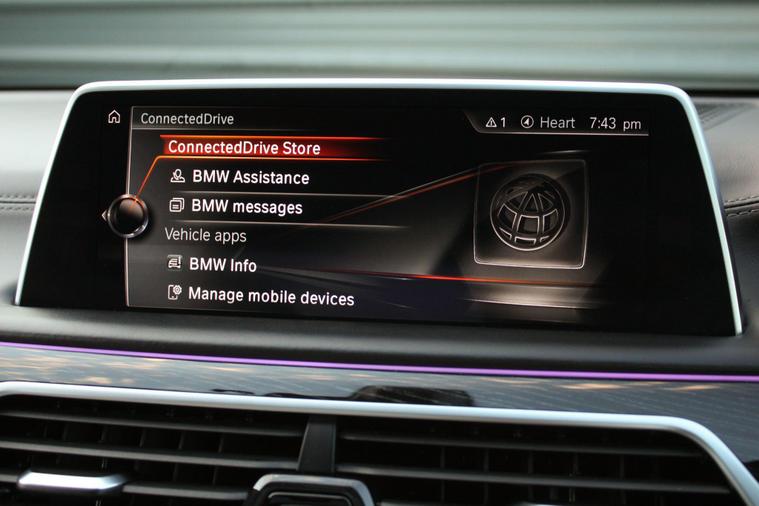 ConnectedDrive
1 Heart 7:43 pm
ConnectedDrive Store
BMW Assistance
BMW messages
Vehicle apps
BMW Info
Manage mobile devices